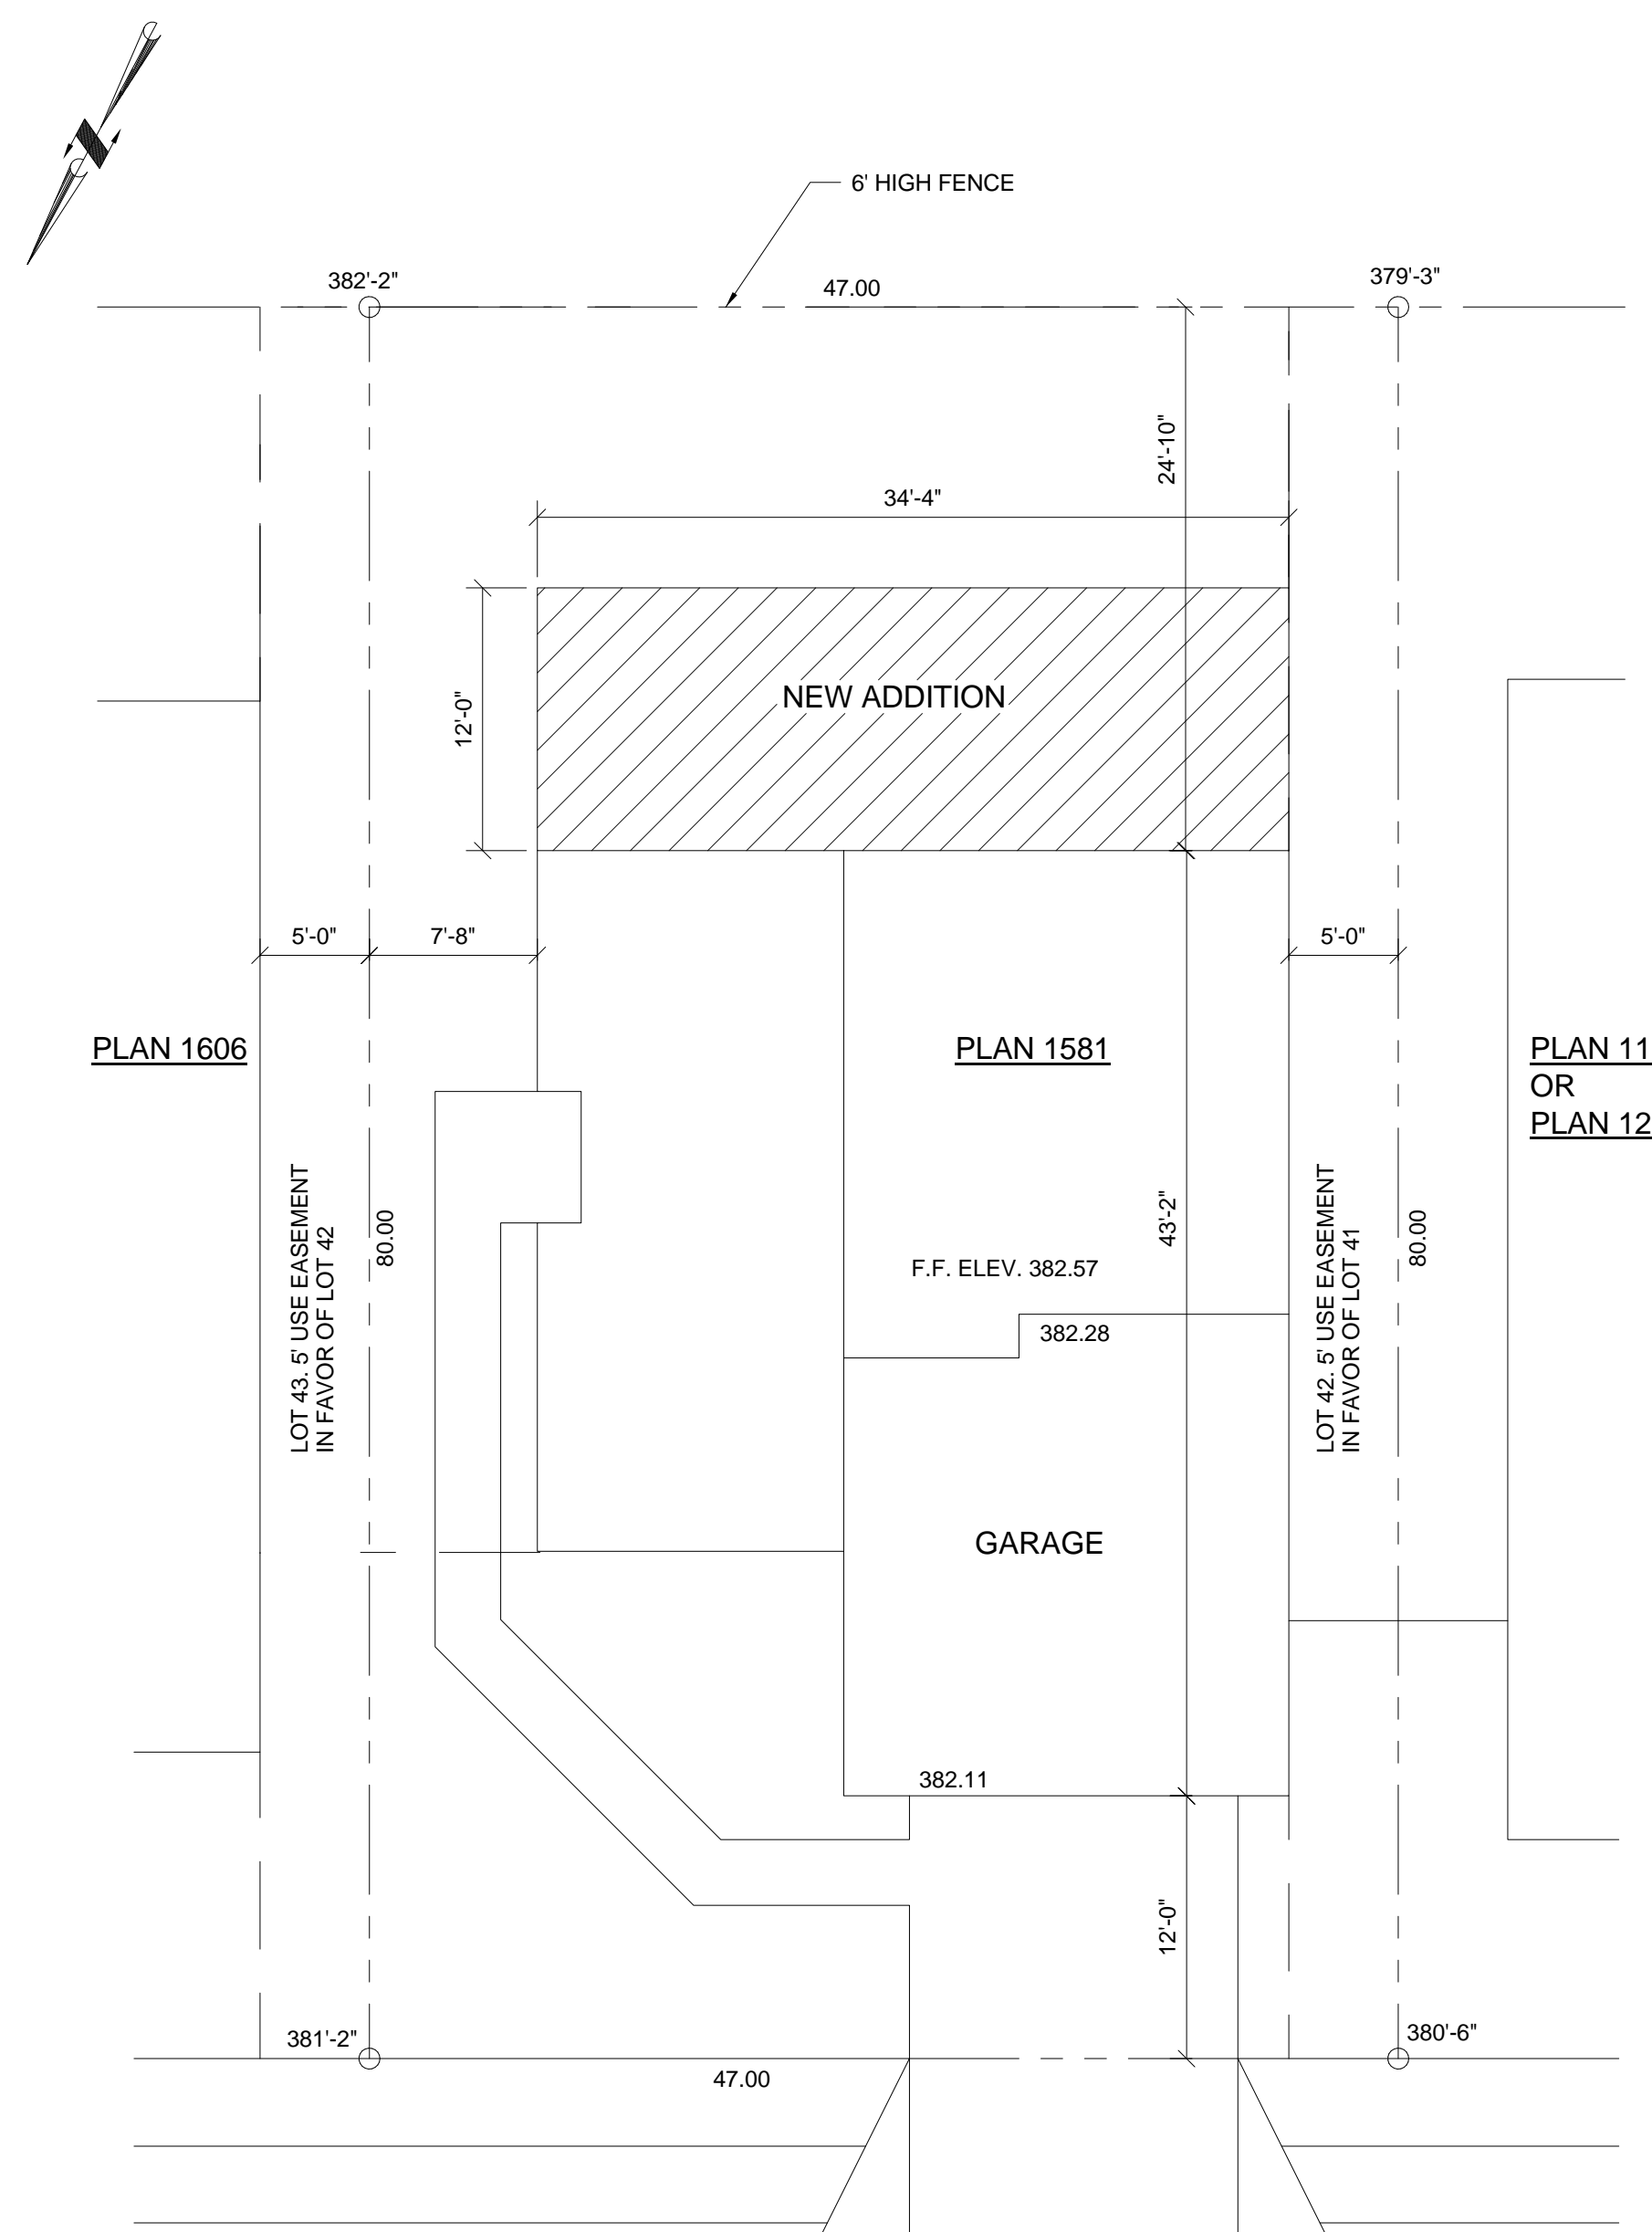 6' HIGH FENCE
382'-2"
47.00
379'-3"
24'-10"
34'-4"
NEW ADDITION
12'-0"
5'-0"
7'-8"
5'-0"
PLAN 1606
PLAN 1581
PLAN 11
OR
PLAN 12
LOT 43. 5' USE EASEMENT
IN FAVOR OF LOT 42
80.00
43'-2"
LOT 42. 5' USE EASEMENT
IN FAVOR OF LOT 41
80.00
F.F. ELEV. 382.57
382.28
GARAGE
382.11
12'-0"
381'-2"
380'-6"
47.00